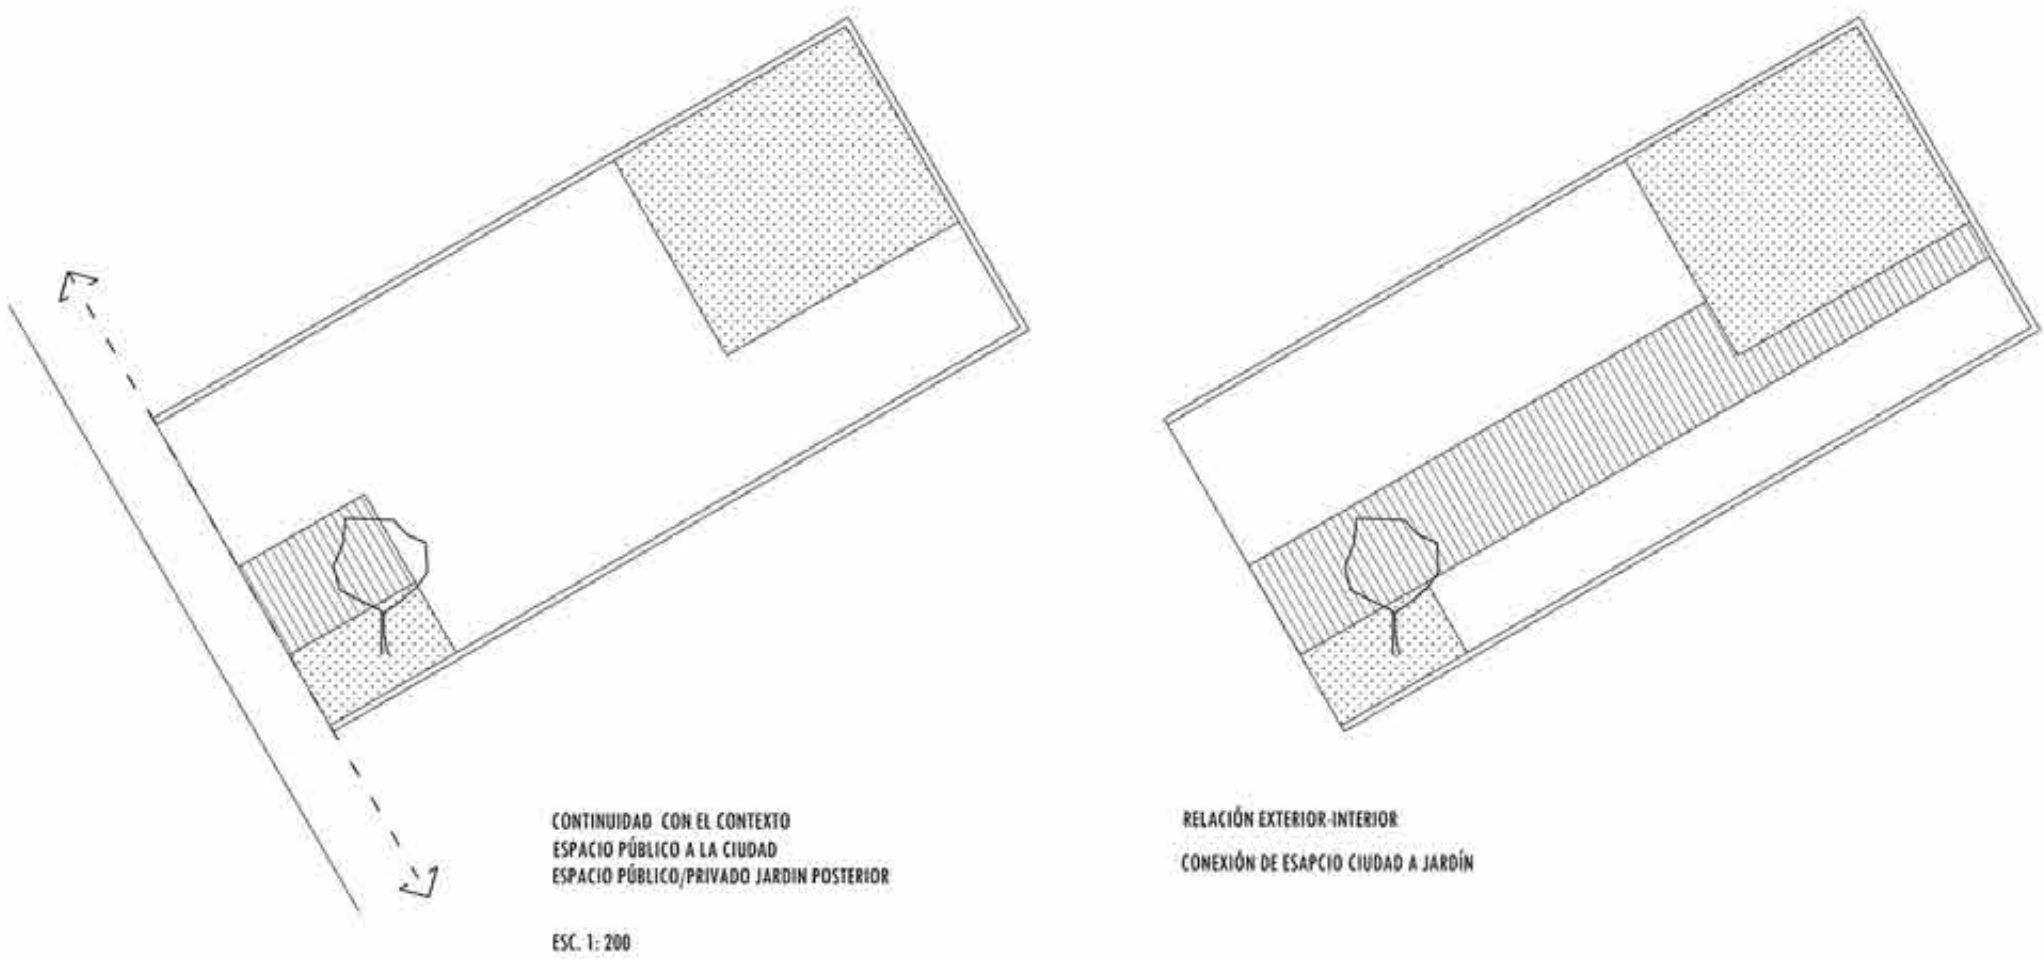 CONTINUIDAD CON EL CONTEXTO
ESPACIO PÚBLICO A LA CIUDAD
ESPACIO PÚBLICO/PRIVADO JARDIN POSTERIOR
ESC. 1: 200
RELACIÓN EXTERIOR-INTERIOR
CONEXIÓN DE ESAPCIO CIUDAD A JARDÍN